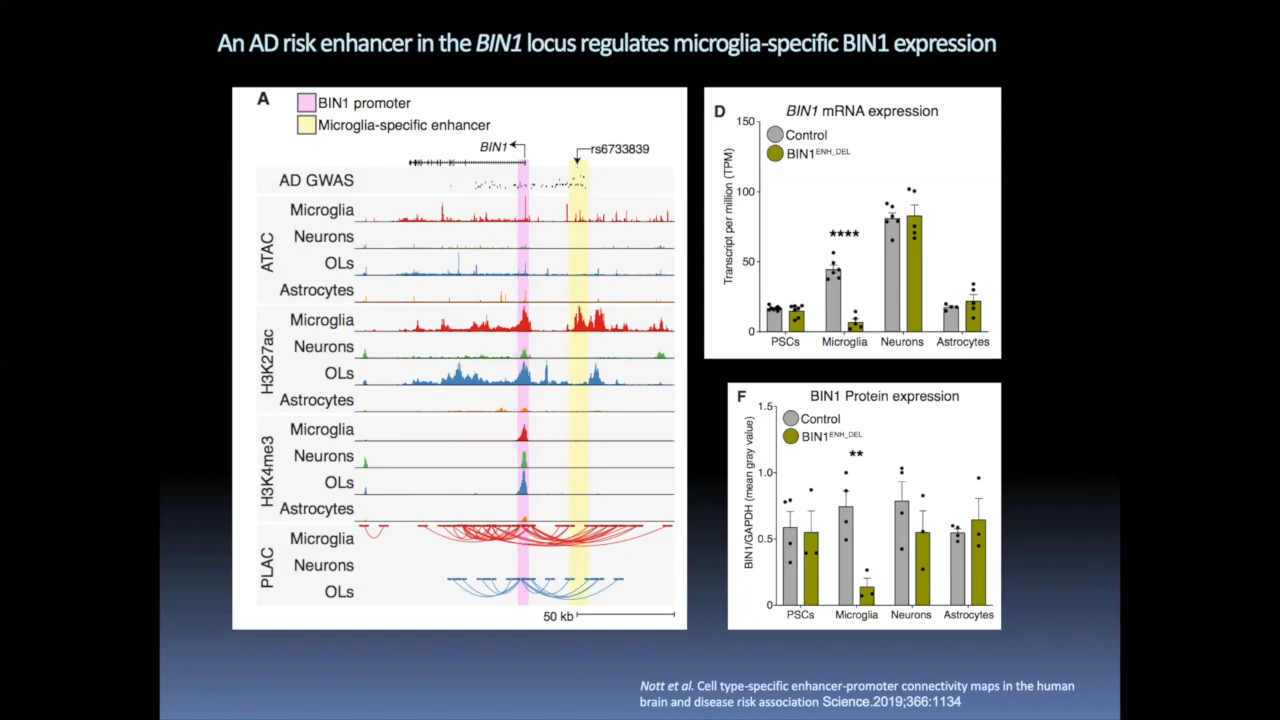 An AD risk enhancer in the BIN1 locus regulates microglia-specific BIN1 expression
A
BIN1 promoter
Microglia-specific enhancer
BIN1
rs6733839
AD GWAS
ATAC
Microglia
Neurons
OLs
Astrocytes
H3K27ac
Microglia
Neurons
OLs
Astrocytes
H3K4me3
Microglia
Neurons
OLs
Astrocytes
PLAC
Microglia
Neurons
OLs
50 kb
D
BIN1 mRNA expression
Control
BIN1ENH_DEL
Transcript per million (TPM)
150
100
50
0
****
PSCs
Microglia
Neurons
Astrocytes
F
BIN1 Protein expression
Control
BIN1ENH_DEL
BIN1/GAPDH (mean gray value)
1.5
1.0
0.5
0
**
PSCs
Microglia
Neurons
Astrocytes
Nott et al. Cell type-specific enhancer-promoter connectivity maps in the human
brain and disease risk association Science.2019;366:1134